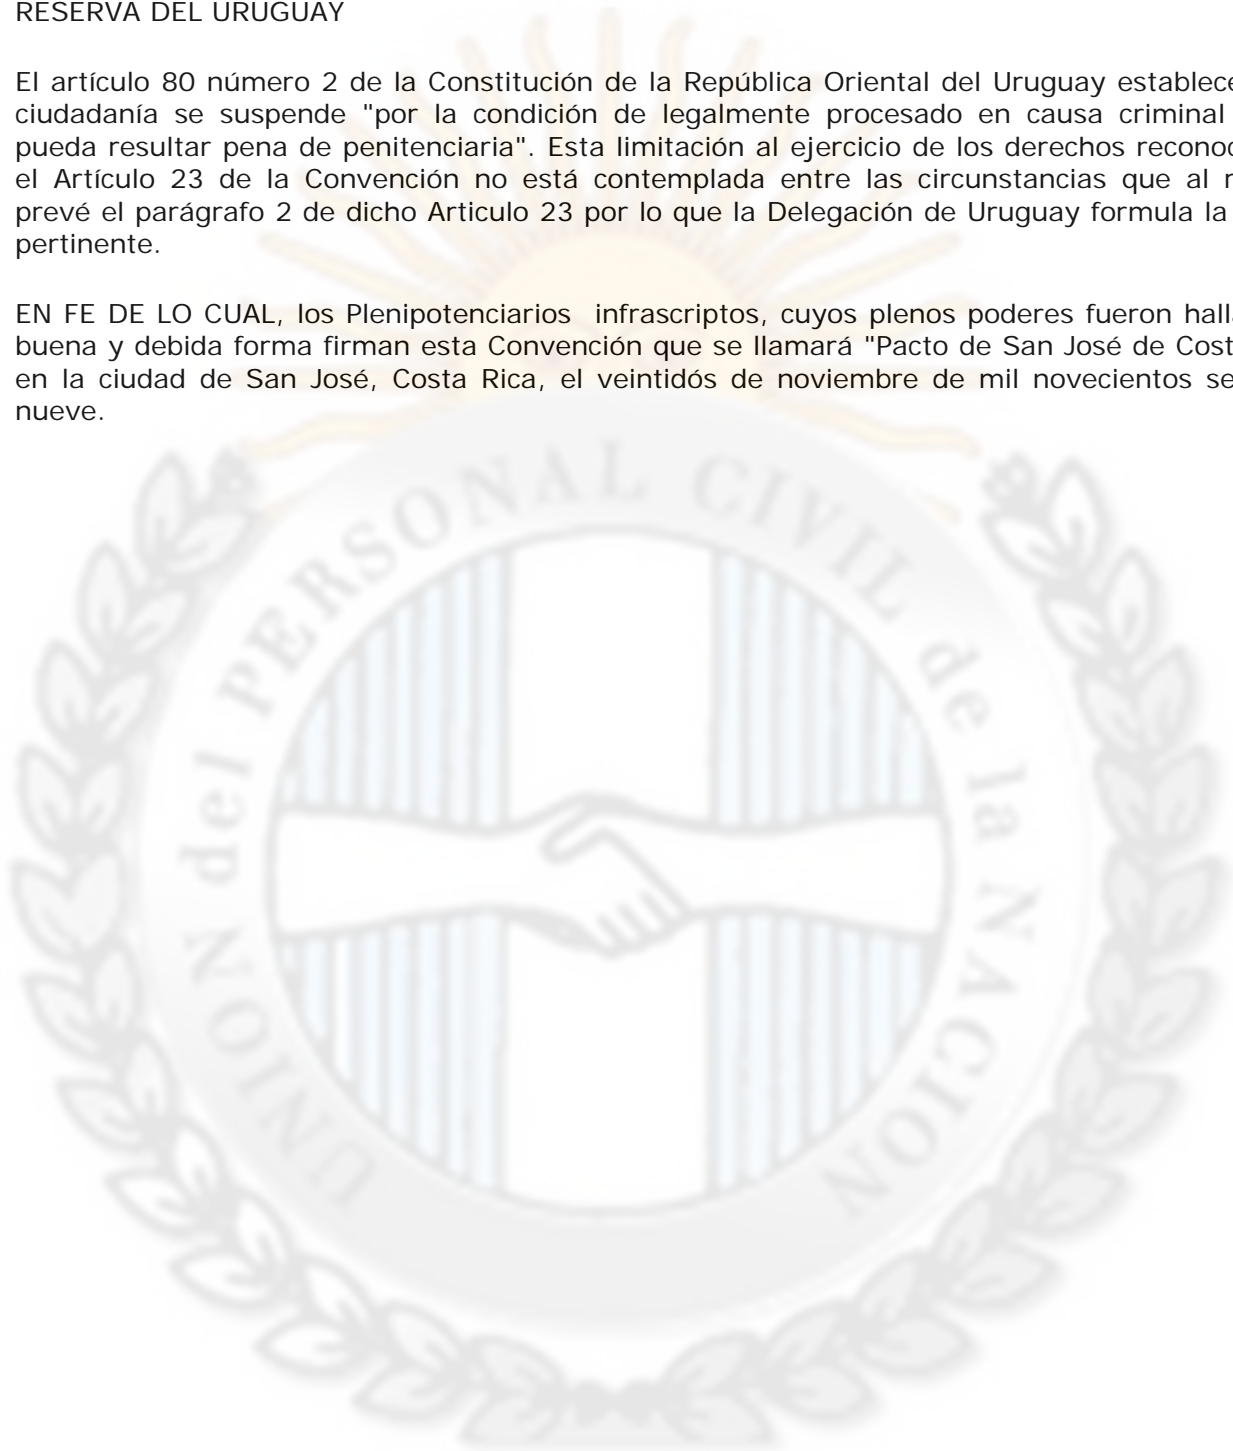 RESERVA DEL URUGUAY
El artículo 80 número 2 de la Constitución de la República Oriental del Uruguay establece
ciudadanía se suspende "por la condición de legalmente procesado en causa criminal
pueda resultar pena de penitenciaria". Esta limitación al ejercicio de los derechos
el Artículo 23 de la Convención no está contemplada entre las circunstancias que al
prevé el parágrafo 2 de dicho Articulo 23 por lo que la Delegación de Uruguay formula la
pertinente.
EN FE DE LO CUAL, los Plenipotenciarios infrascriptos, cuyos plenos poderes fueron
buena y debida forma firman esta Convención que se llamará "Pacto de San José de
en la ciudad de San José, Costa Rica, el veintidós de noviembre de mil novecientos
nueve.
UNION del PERSONAL CIVIL de la NACION